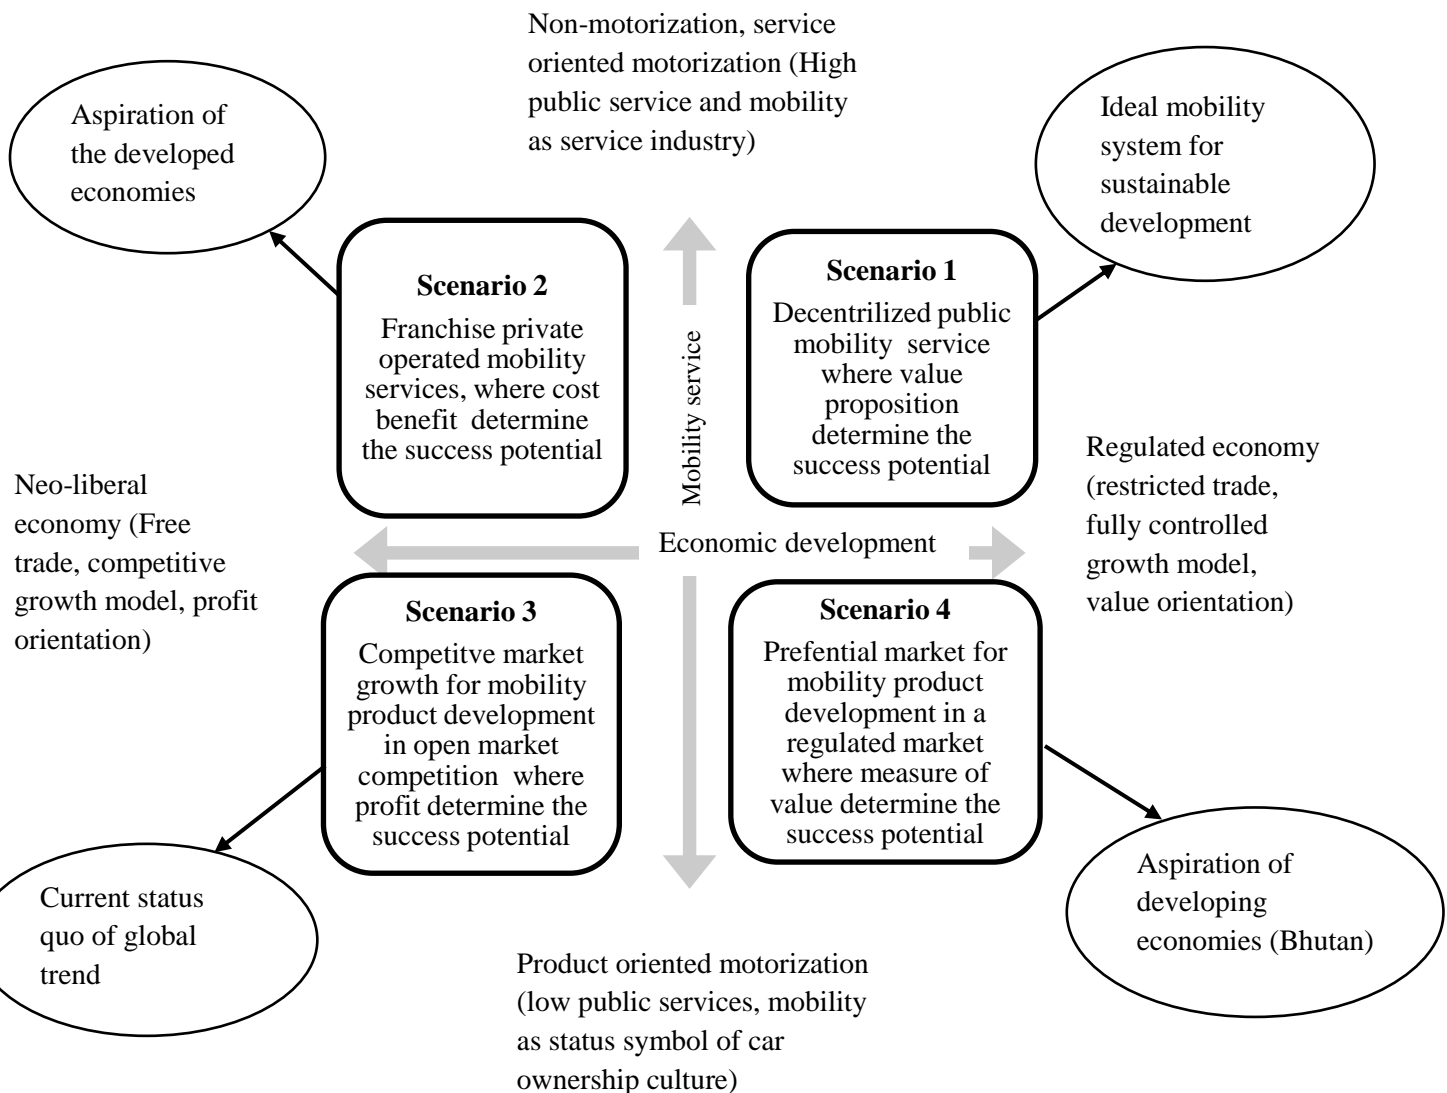 Non-motorization, service
oriented motorization (High
public service and mobility
as service industry)
Aspiration of
the developed
economies
Ideal mobility
system for
sustainable
development
Scenario 2
Franchise private
operated mobility
services, where cost
benefit determine
the success potential
Mobility service
Scenario 1
Decentrilized public
mobility service
where value
proposition
determine the
success potential
Neo-liberal
economy (Free
trade, competitive
growth model, profit
orientation)
Economic development
Regulated economy
(restricted trade,
fully controlled
growth model,
value orientation)
Scenario 3
Competitve market
growth for mobility
product development
in open market
competition where
profit determine the
success potential
Scenario 4
Prefential market for
mobility product
development in a
regulated market
where measure of
value determine the
success potential
Current status
quo of global
trend
Aspiration of
developing
economies (Bhutan)
Product oriented motorization
(low public services, mobility
as status symbol of car
ownership culture)